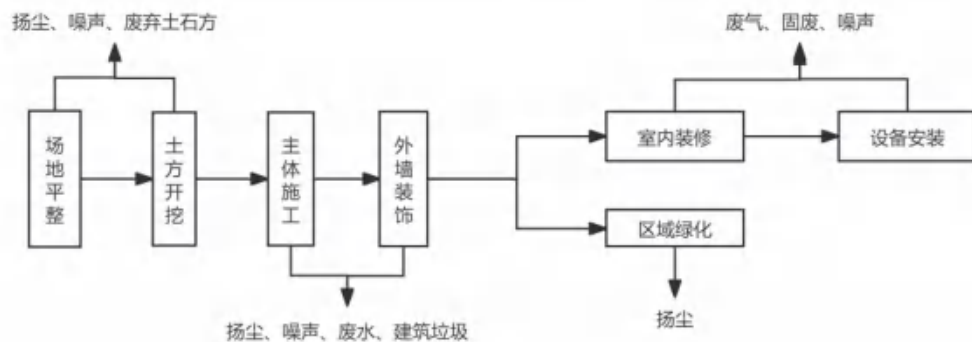 扬尘、噪声、废弃土石方
废气、固废、噪声
场地平整
土方开挖
主体施工
外墙装饰
室内装修
设备安装
区域绿化
扬尘、噪声、废水、建筑垃圾
扬尘